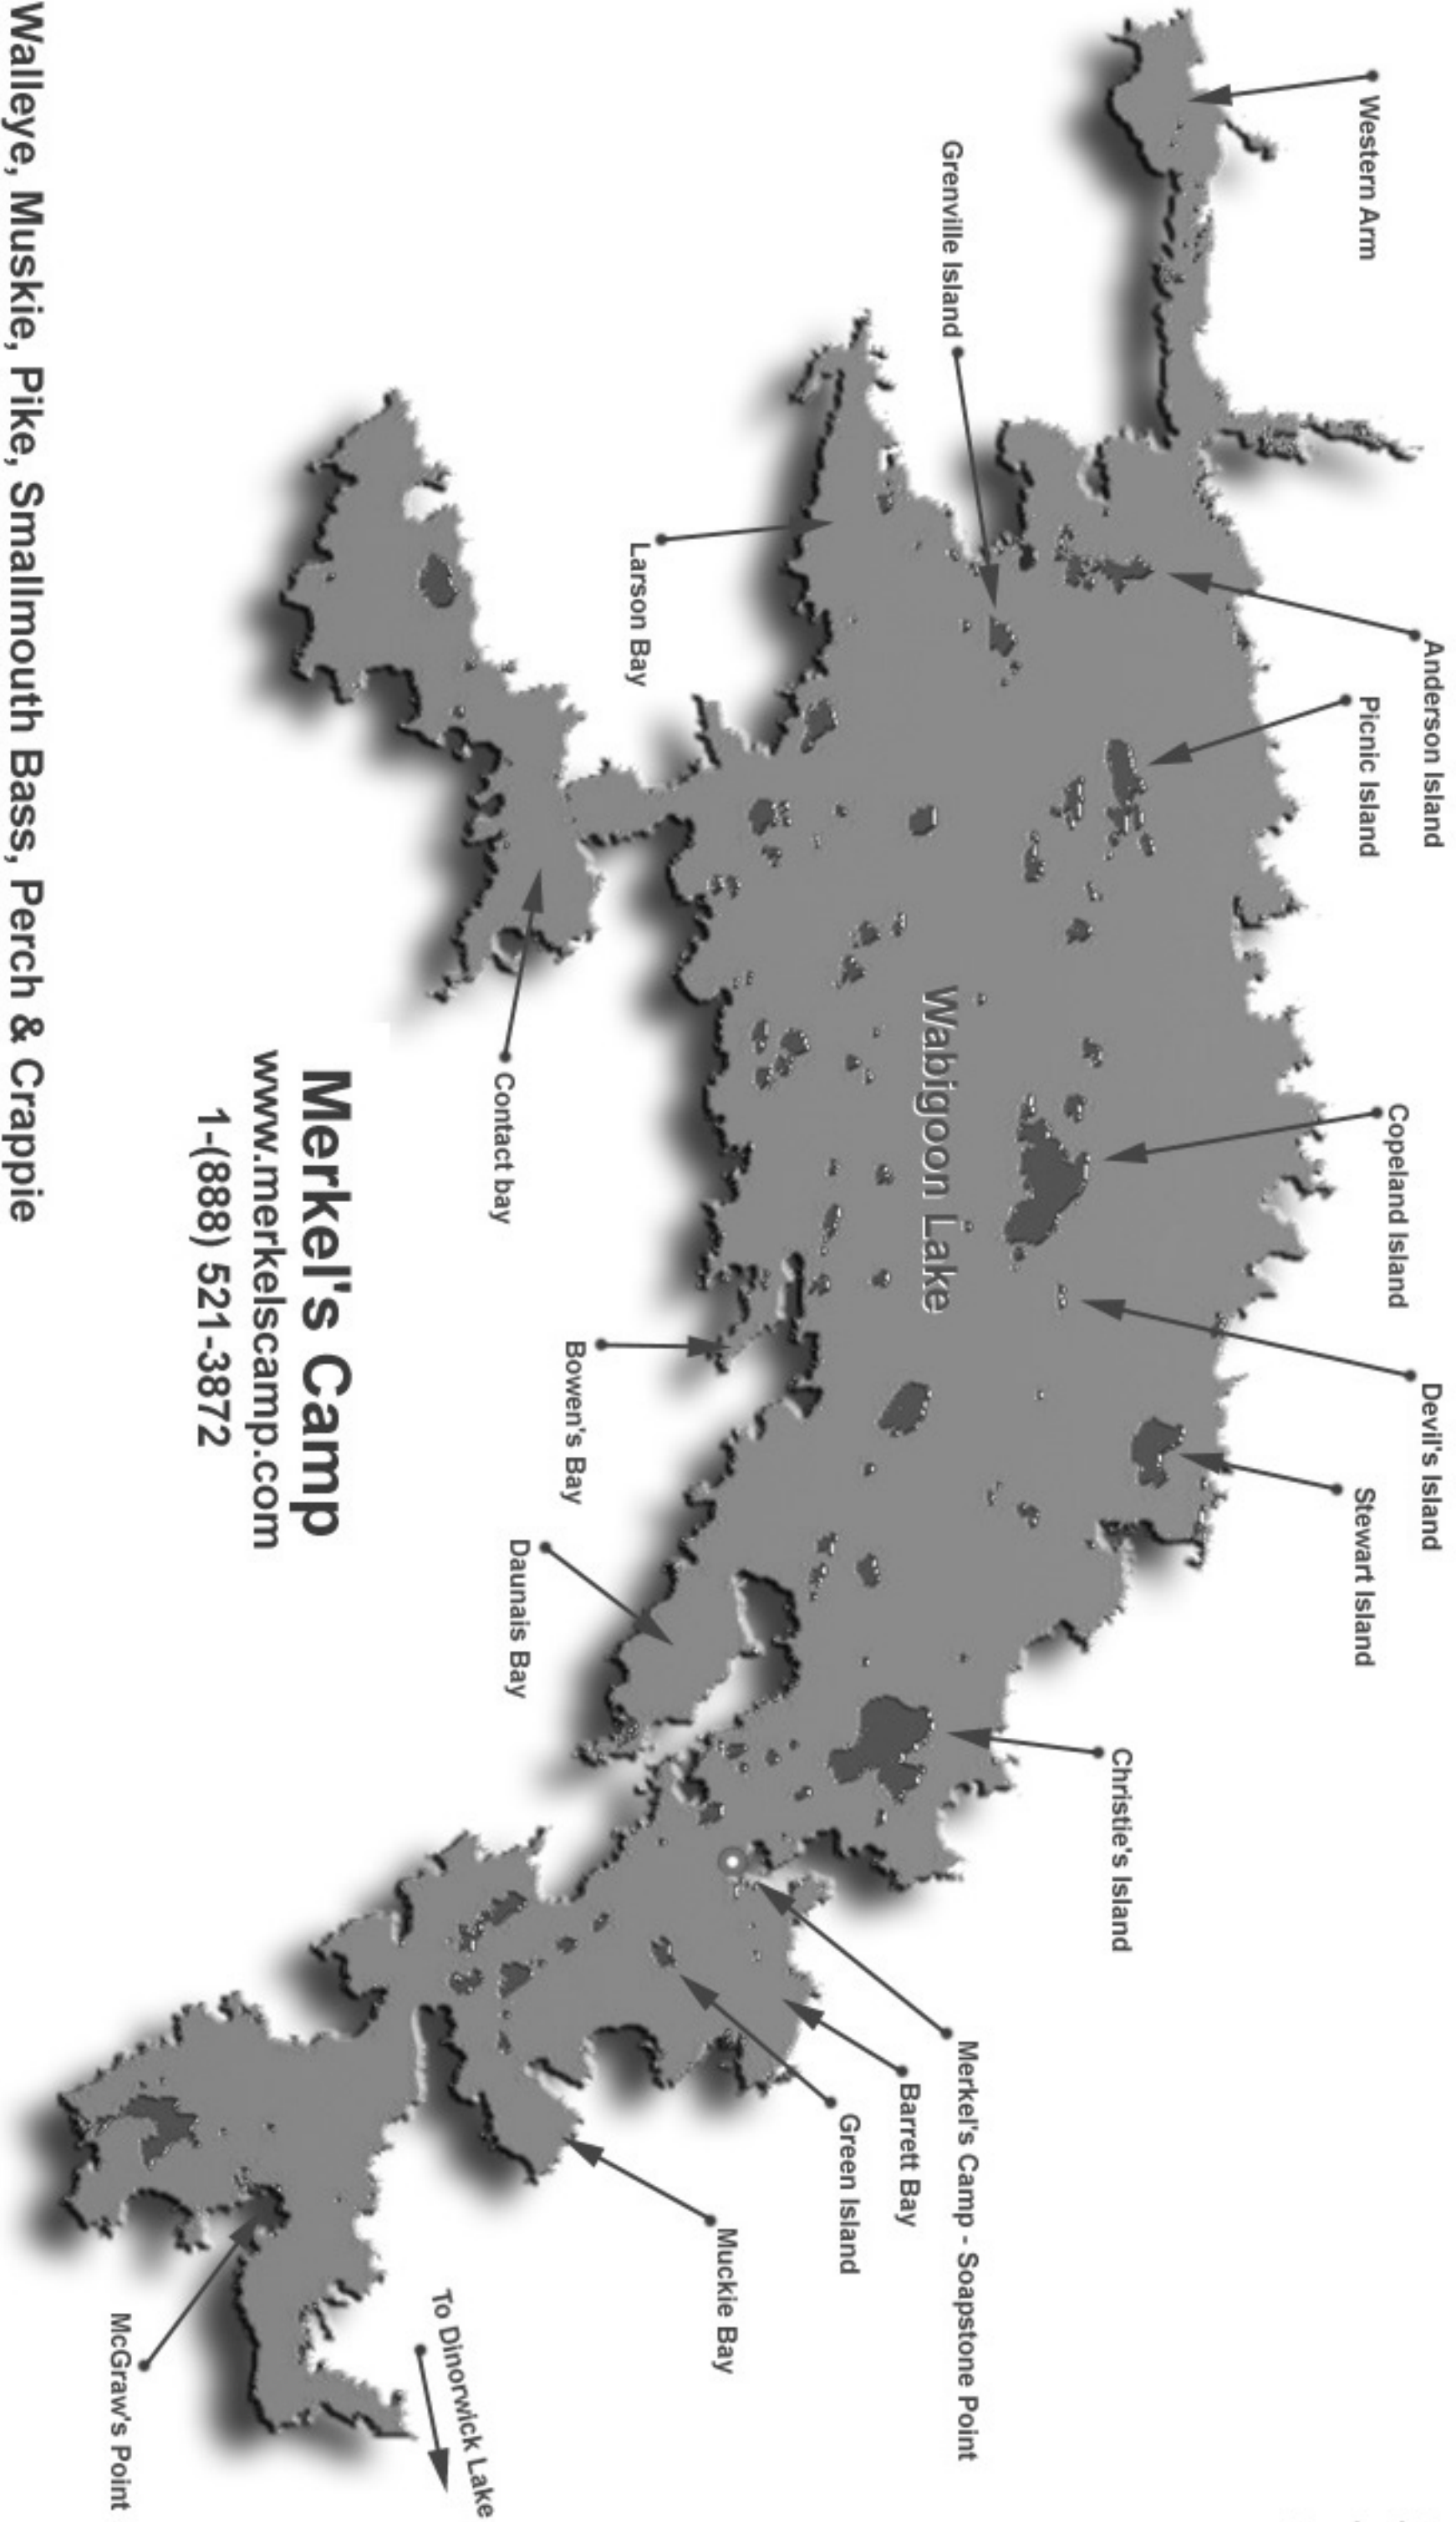 Western Arm
Anderson Island
Picnic Island
Copeland Island
Devil's Island
Stewart Island
Grenville Island
Wabigoon Lake
Christie's Island
Larson Bay
Merkel's Camp - Soapstone Point
Barrett Bay
Green Island
Bowen's Bay
Contact bay
Daunais Bay
Muckie Bay
Merkel's Camp
www.merkelscamp.com
1-(888) 521-3872
To Dinorwick Lake
McGraw's Point
Walleye, Muskie, Pike, Smallmouth Bass, Perch & Crappie